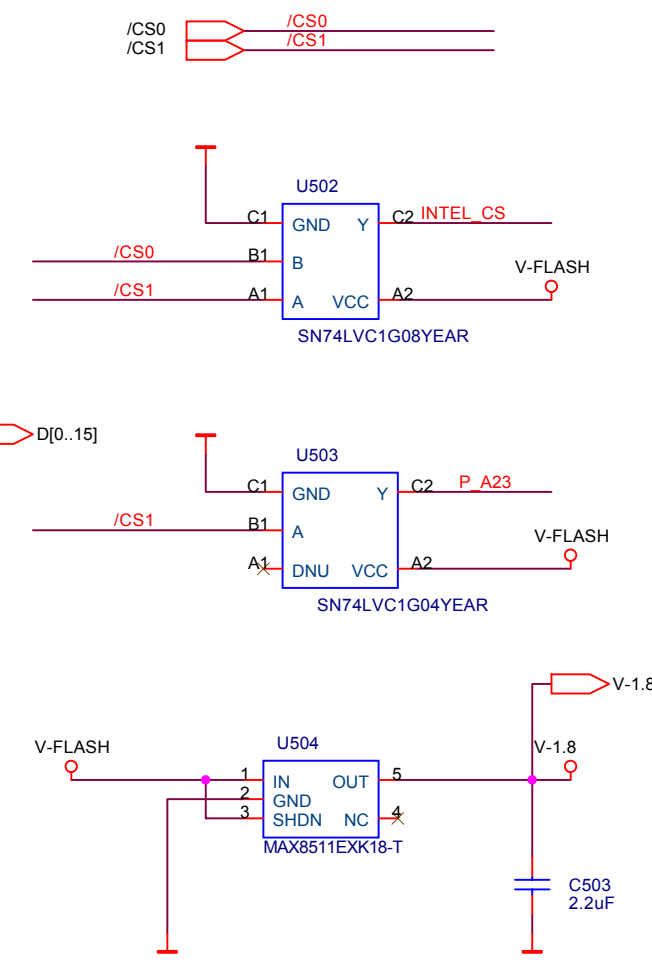 /CS0 /CS0
/CS1 /CS1
U502
C1 GND Y C2 INTEL_CS
/CS0 B1 B
V-FLASH
/CS1 A1 A VCC A2
SN74LVC1G08YEAR
D[0..15]
U503
C1 GND Y C2 P_A23
/CS1 B1 A
V-FLASH
A1 DNU VCC A2
SN74LVC1G04YEAR
V-1.8
V-FLASH U504 V-1.8
1 IN OUT 5
2 GND
3 SHDN NC 4
MAX8511EXK18-T
C503
2.2uF